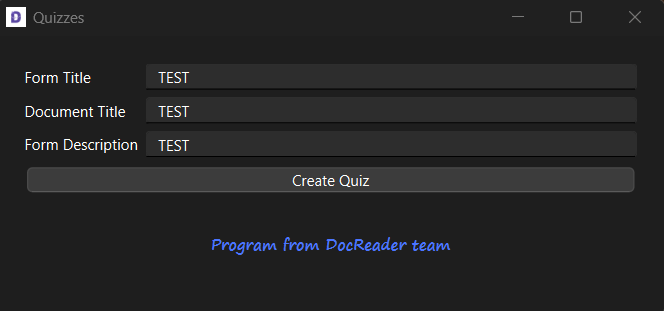 Quizzes
Form Title TEST
Document Title TEST
Form Description TEST
Create Quiz
Program from DocReader team